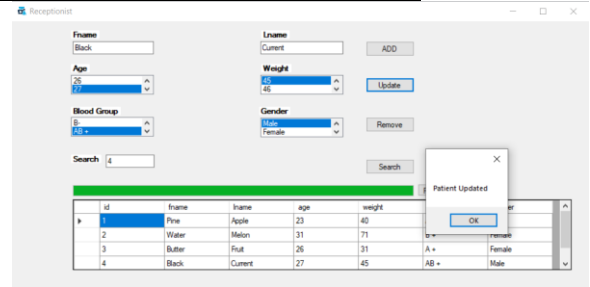 Receptionist
Fname
Lname
Black
Current
ADD
Age
Weight
26
27
45
46
Update
Blood Group
Gender
B-
AB +
Male
Female
Remove
Search
4
Search
Patient Updated
OK
id fname lname age weight
1 Pine Apple 23 40
2 Water Melon 31 71 B + Female
3 Butter Fruit 26 31 A + Female
4 Black Current 27 45 AB + Male